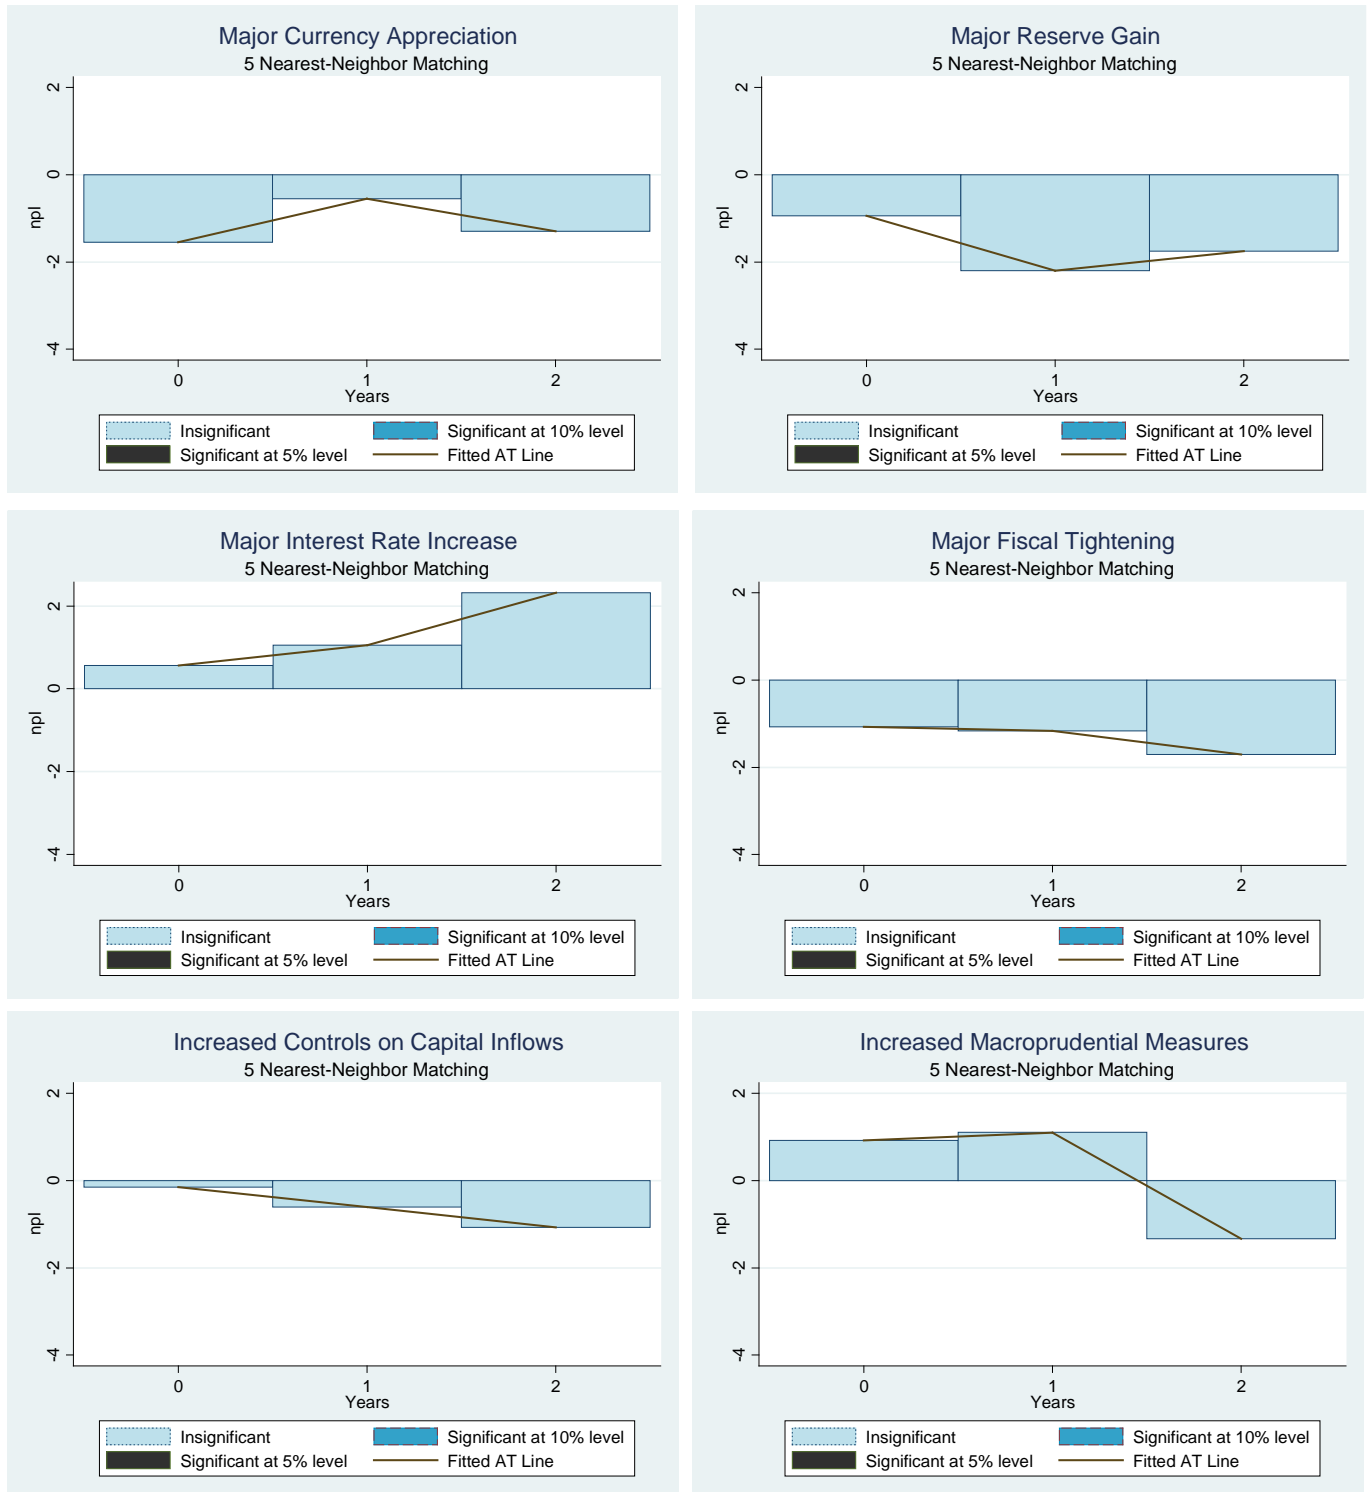 Major Currency Appreciation
5 Nearest-Neighbor Matching
2
0
-2
-4
npl
0 1 2
Years
Insignificant Significant at 10% level
Significant at 5% level Fitted AT Line
Major Reserve Gain
5 Nearest-Neighbor Matching
2
0
-2
-4
npl
0 1 2
Years
Insignificant Significant at 10% level
Significant at 5% level Fitted AT Line
Major Interest Rate Increase
5 Nearest-Neighbor Matching
2
0
-2
-4
npl
0 1 2
Years
Insignificant Significant at 10% level
Significant at 5% level Fitted AT Line
Major Fiscal Tightening
5 Nearest-Neighbor Matching
2
0
-2
-4
npl
0 1 2
Years
Insignificant Significant at 10% level
Significant at 5% level Fitted AT Line
Increased Controls on Capital Inflows
5 Nearest-Neighbor Matching
2
0
-2
-4
npl
0 1 2
Years
Insignificant Significant at 10% level
Significant at 5% level Fitted AT Line
Increased Macroprudential Measures
5 Nearest-Neighbor Matching
2
0
-2
-4
npl
0 1 2
Years
Insignificant Significant at 10% level
Significant at 5% level Fitted AT Line